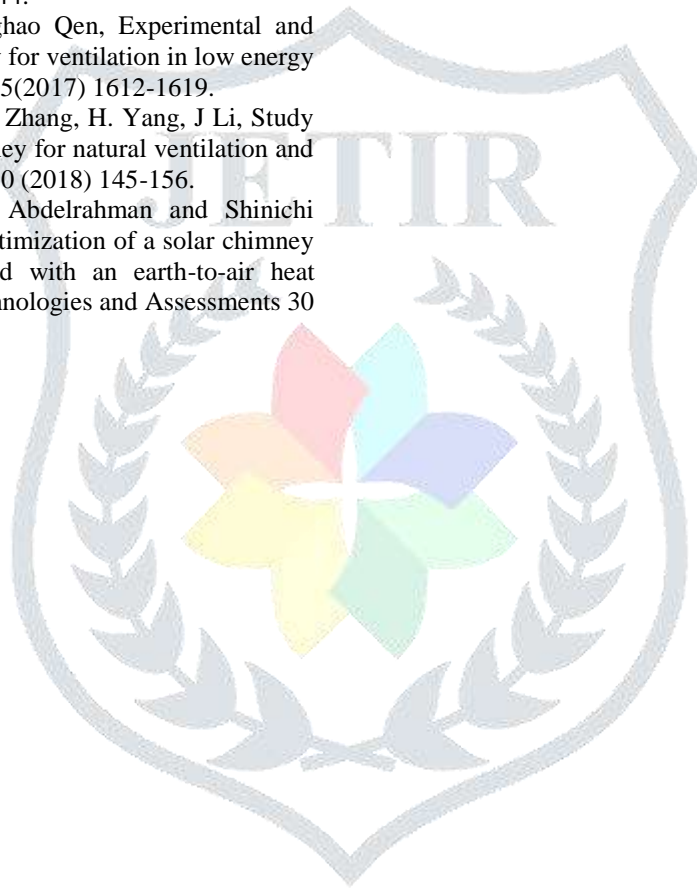 ghao Qen, Experimental and
for ventilation in low energy
5(2017) 1612-1619.
Zhang, H. Yang, J Li, Study
ney for natural ventilation and
0 (2018) 145-156.
Abdelrahman and Shinichi
timization of a solar chimney
d with an earth-to-air heat
nologies and Assessments 30
JETIR